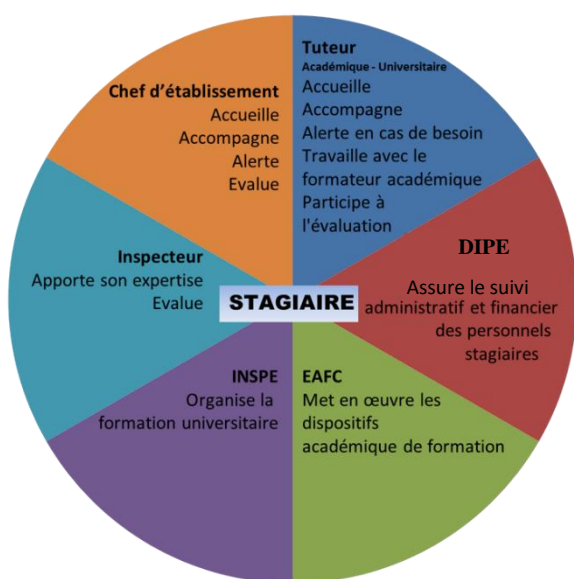 Tuteur
Académique - Universitaire
Accueille
Accompagne
Alerte en cas de besoin
Travaille avec le
formateur académique
Participe à
l'évaluation
DIPE
Assure le suivi
administratif et financier
des personnels
stagiaires
EAFC
Met en œuvre les
dispositifs
académique de formation
INSPE
Organise la
formation universitaire
Inspecteur
Apporte son expertise
Evalue
Chef d'établissement
Accueille
Accompagne
Alerte
Evalue
STAGIAIRE